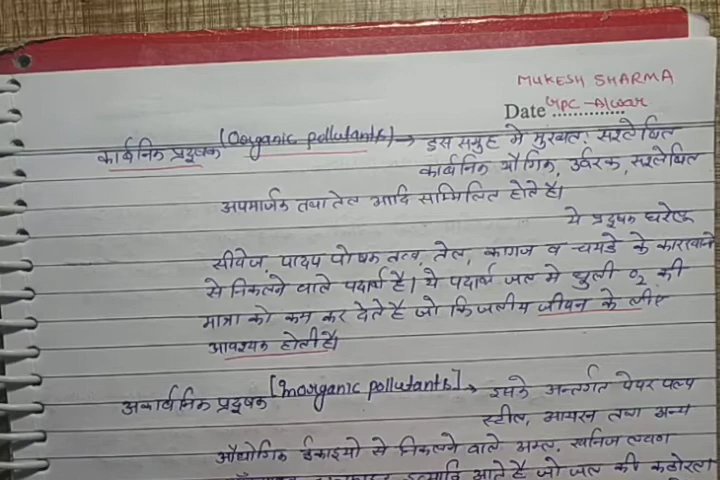 MUKESH SHARMA
Date GPC-Alwar
कार्बनिक प्रदूषक (Oorganic pollutants) → इस समुह में मुख्यत: संश्लेषित
कार्बनिक यौगिक, उर्वरक, संश्लेषित
अपमार्जक तथा तेल आदि सम्मिलित होते है।
ये प्रदूषक घरेलू
सीवेज, पादप पोषक तत्व, तेल, कागज व चमडे के कारखानो
से निकलने वाले पदार्थ है। ये पदार्थ जल मे घुली O₂ की
मात्रा को कम कर देते है जो कि जलीय जीवन के लीए
आवश्यक होती है।
अकार्बनिक प्रदूषक [Inorganic pollutants] → इसके अन्तर्गत पेपर पल्प
स्टील, आयरन तथा अन्य
औद्योगिक ईकाइयो से निकलने वाले अम्ल, खनिज लवण
इत्यादि आते है जो जल की कठोरता